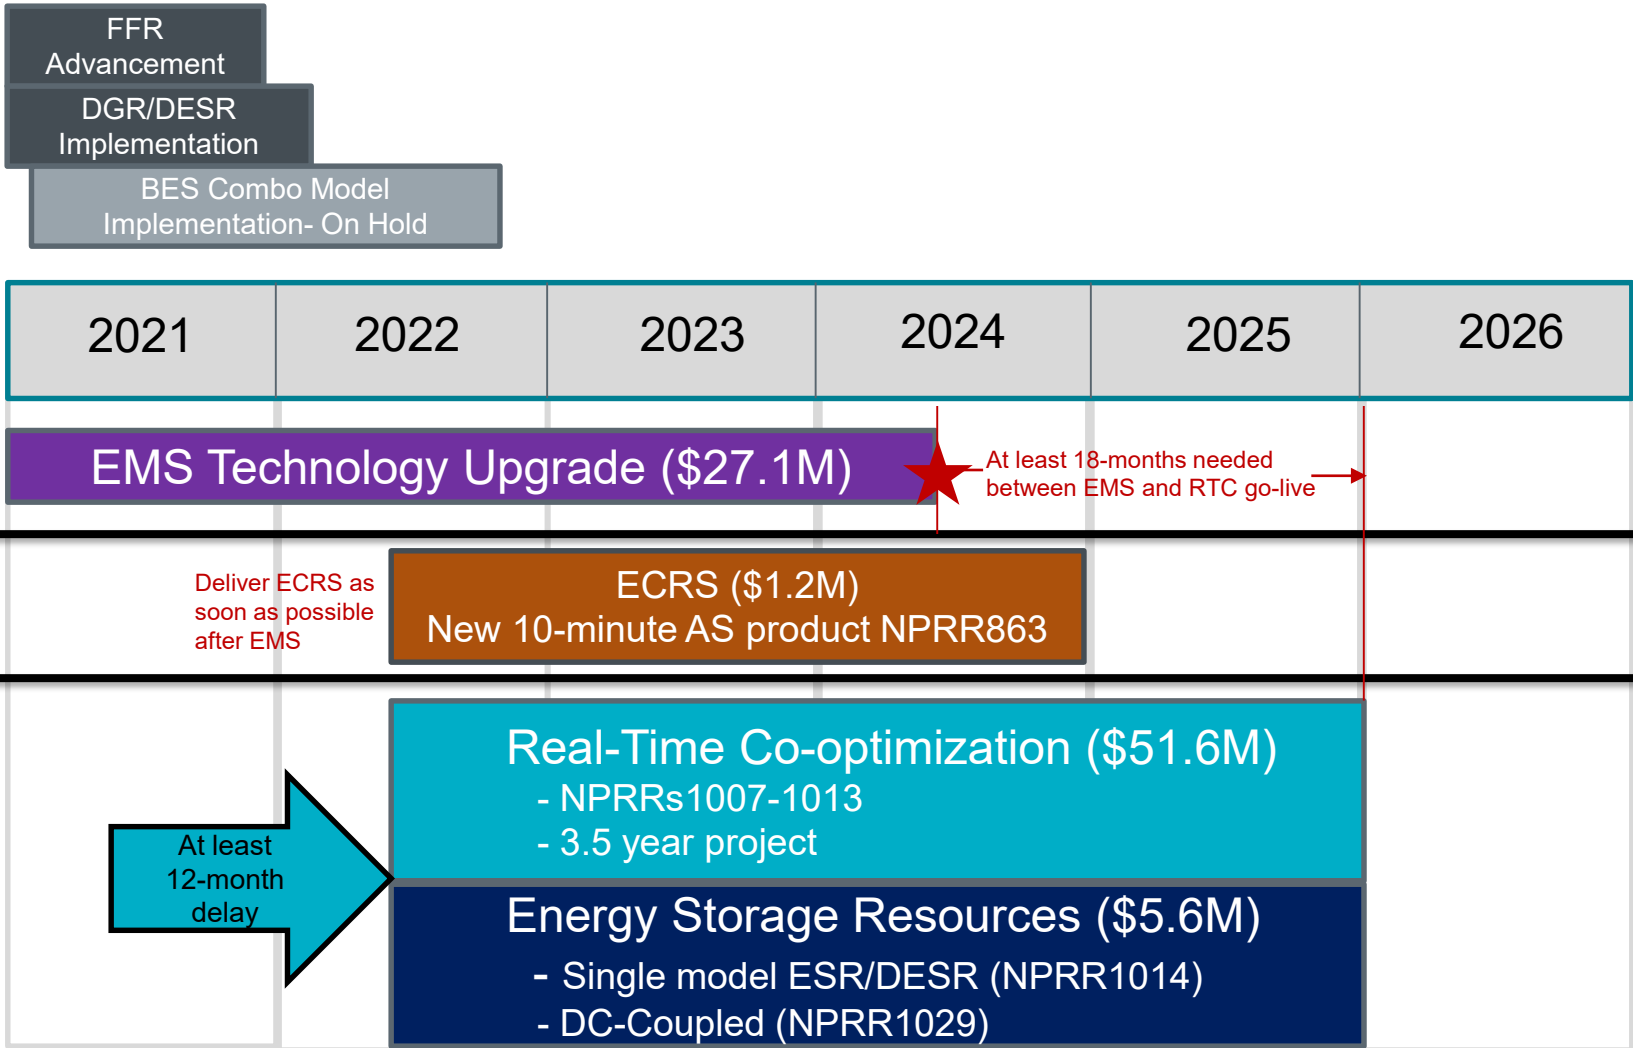 FFR
Advancement
DGR/DESR
Implementation
BES Combo Model
Implementation- On Hold
2021
2022
2023
2024
2025
2026
EMS Technology Upgrade ($27.1M)
At least 18-months needed
between EMS and RTC go-live
Deliver ECRS as
soon as possible
after EMS
ECRS ($1.2M)
New 10-minute AS product NPRR863
Real-Time Co-optimization ($51.6M)
- NPRRs1007-1013
- 3.5 year project
At least
12-month
delay
Energy Storage Resources ($5.6M)
- Single model ESR/DESR (NPRR1014)
- DC-Coupled (NPRR1029)